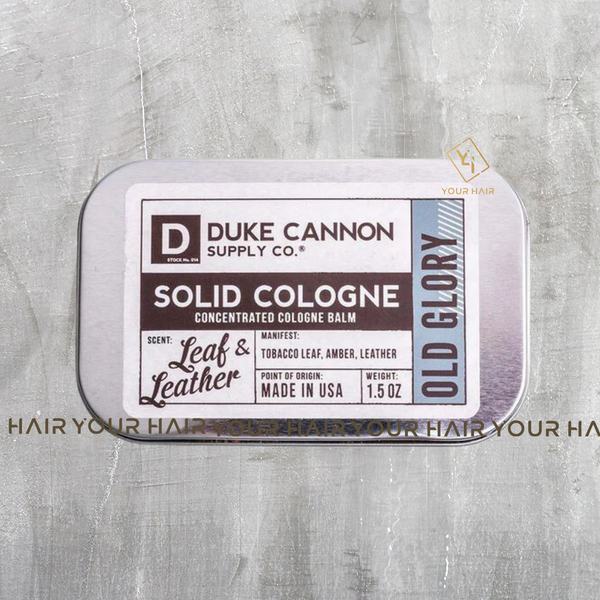 YOUR HAIR
D
STOCK No. 514
DUKE CANNON
SUPPLY CO.®
SOLID COLOGNE
CONCENTRATED COLOGNE BALM
SCENT:
Leaf &
Leather
MANIFEST:
TOBACCO LEAF, AMBER, LEATHER
POINT OF ORIGIN:
MADE IN USA
WEIGHT:
1.5 OZ
OLD GLORY
HAIR YOUR HAIR YOUR HAIR YOUR HAIR YOUR HA